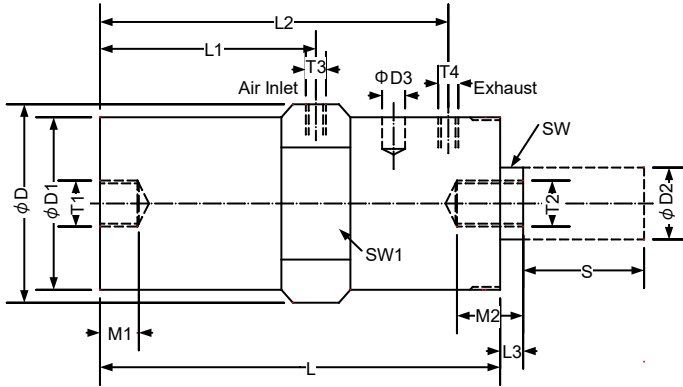 L2
L1
T3
ΦD3
T4
Air Inlet
Exhaust
SW
ϕD
ϕD1
T1
T2
ϕD2
SW1
S
M1
M2
L3
L